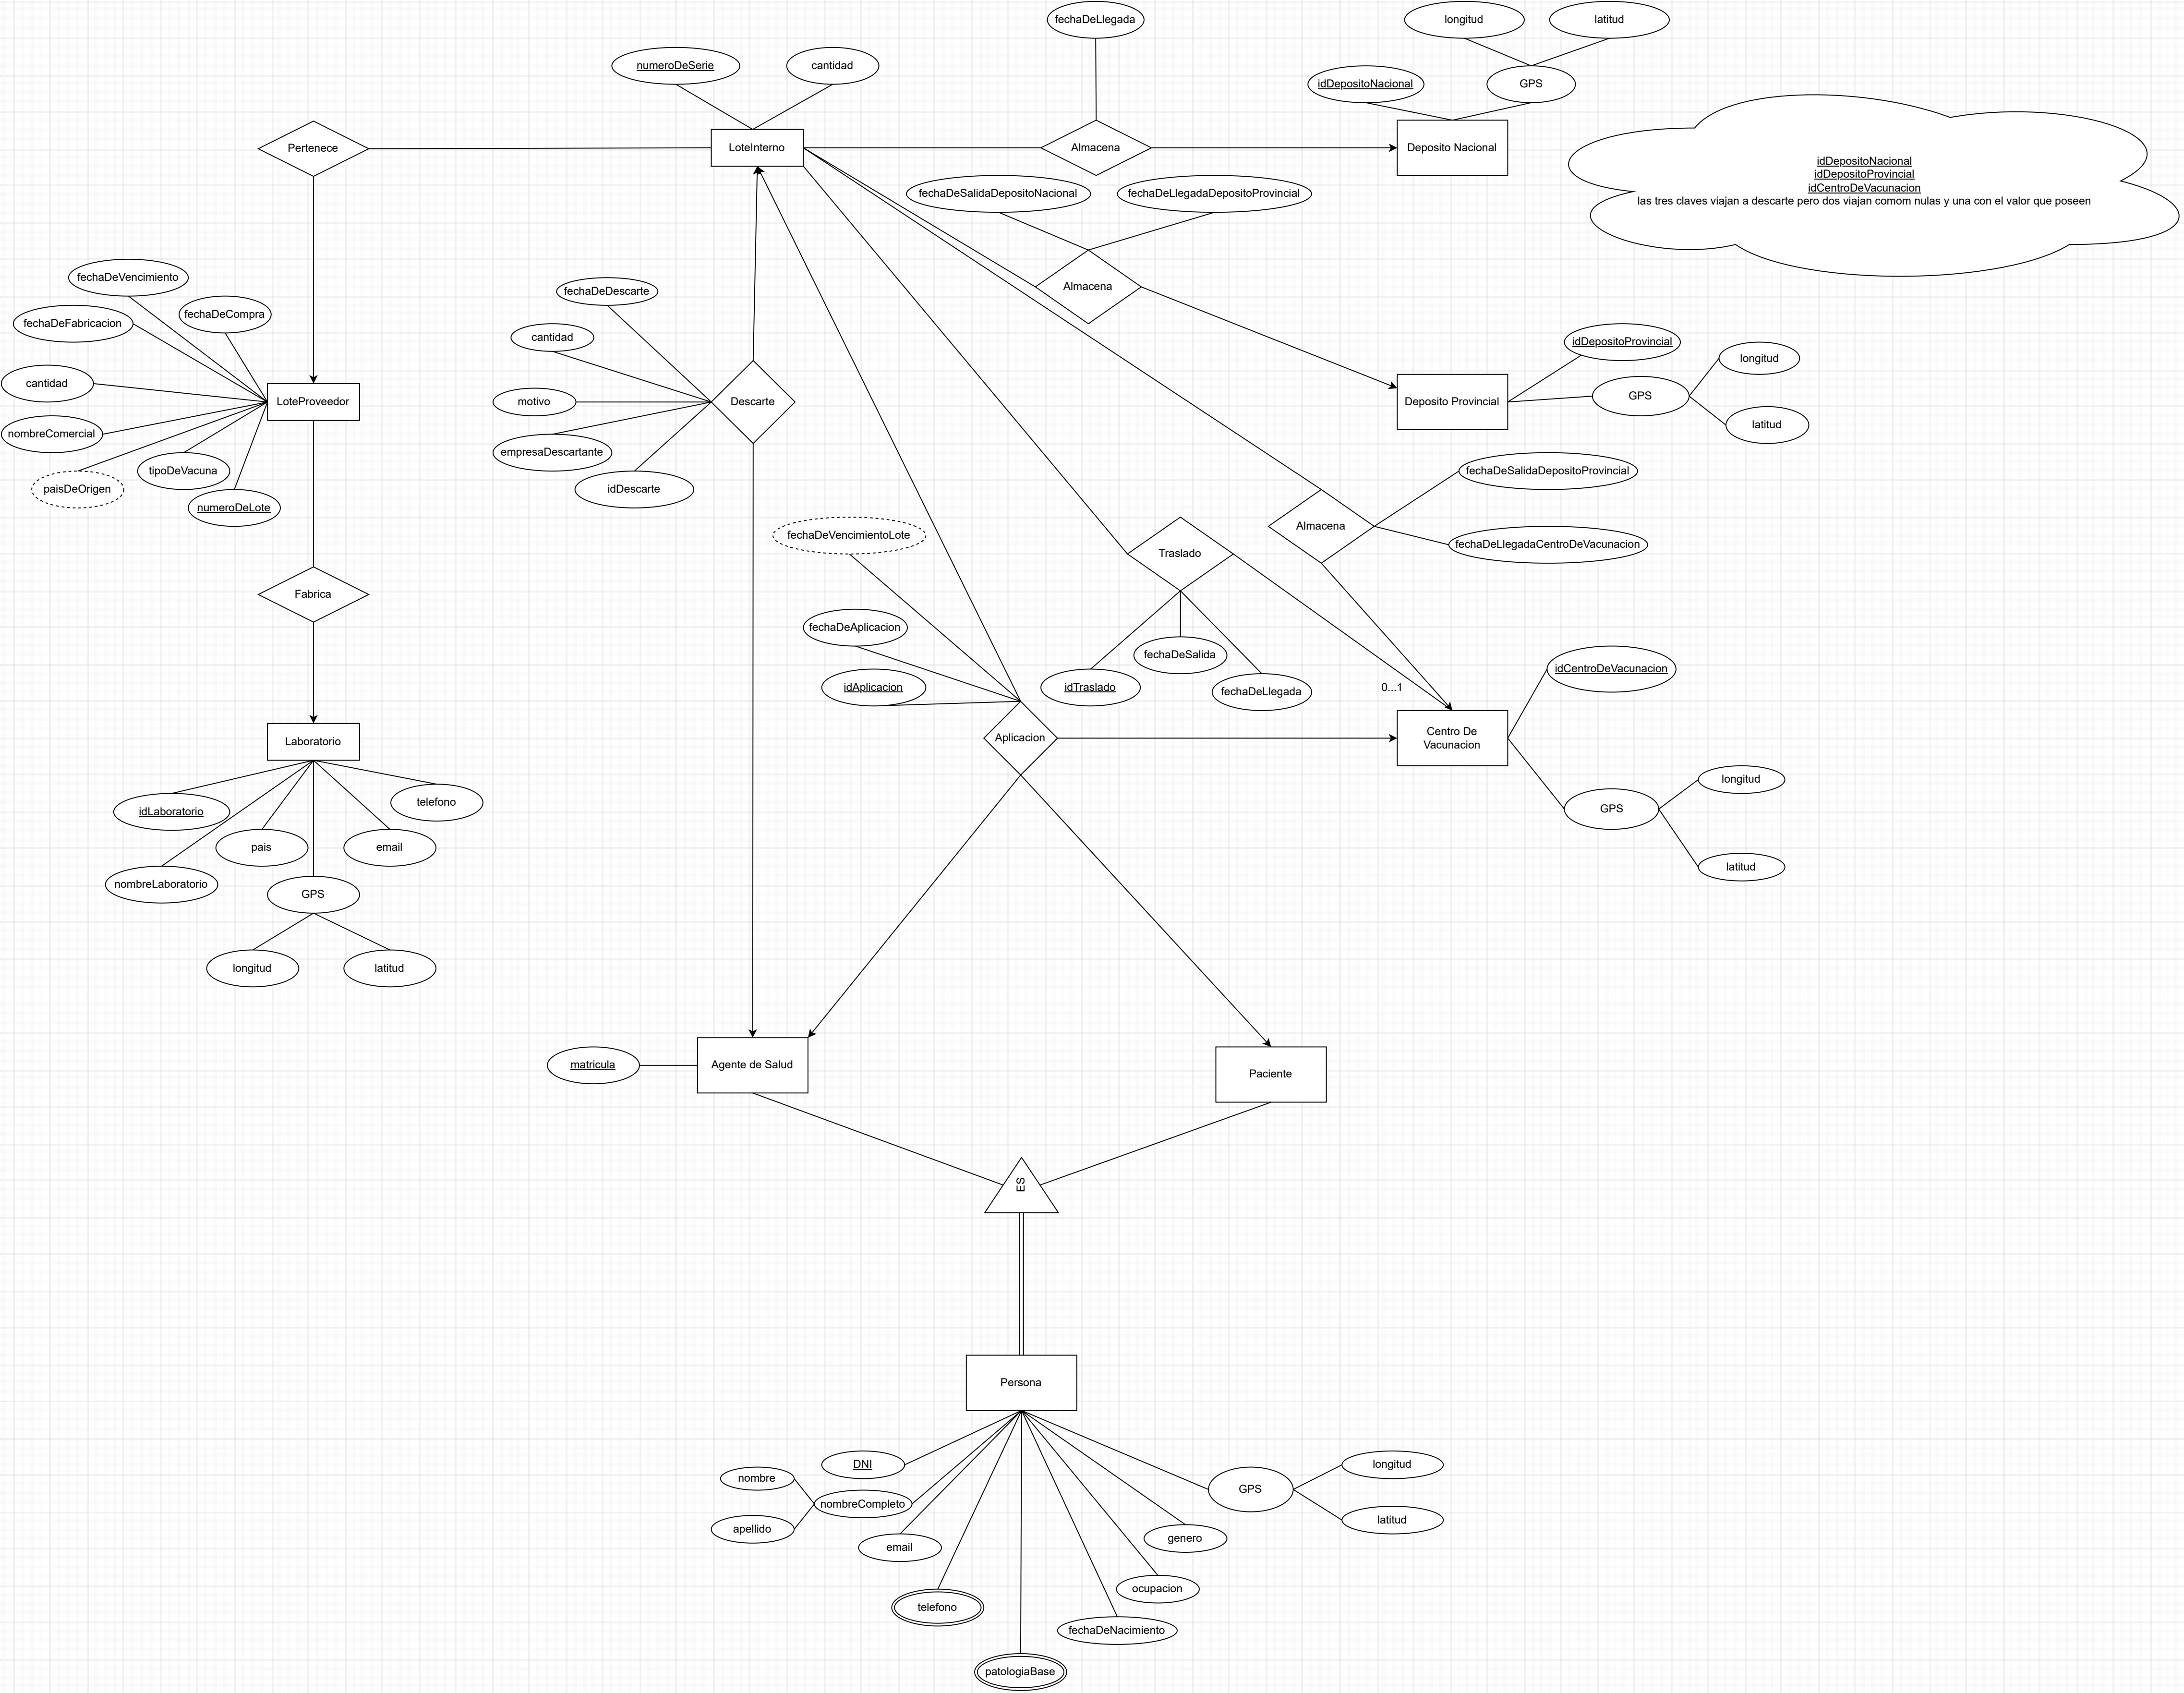 fechaDeLlegada
longitud
latitud
numeroDeSerie
cantidad
idDepositoNacional
GPS
Pertenece
LoteInterno
Almacena
Deposito Nacional
idDepositoNacional
idDepositoProvincial
idCentroDeVacunacion
las tres claves viajan a descarte pero dos viajan comom nulas y una con el valor que poseen
fechaDeSalidaDepositoNacional
fechaDeLlegadaDepositoProvincial
fechaDeVencimiento
fechaDeDescarte
Almacena
fechaDeFabricacion
fechaDeCompra
cantidad
idDepositoProvincial
longitud
cantidad
LoteProveedor
motivo
Descarte
Deposito Provincial
GPS
latitud
nombreComercial
empresaDescartante
tipoDeVacuna
fechaDeSalidaDepositoProvincial
paisDeOrigen
idDescarte
numeroDeLote
fechaDeVencimientoLote
Almacena
fechaDeLlegadaCentroDeVacunacion
Traslado
Fabrica
fechaDeAplicacion
fechaDeSalida
idCentroDeVacunacion
idAplicacion
idTraslado
fechaDeLlegada
0...1
Laboratorio
Aplicacion
Centro De
Vacunacion
longitud
telefono
idLaboratorio
GPS
pais
email
latitud
nombreLaboratorio
GPS
longitud
latitud
matricula
Agente de Salud
Paciente
ES
Persona
DNI
longitud
nombre
GPS
nombreCompleto
apellido
latitud
email
genero
ocupacion
telefono
fechaDeNacimiento
patologiaBase